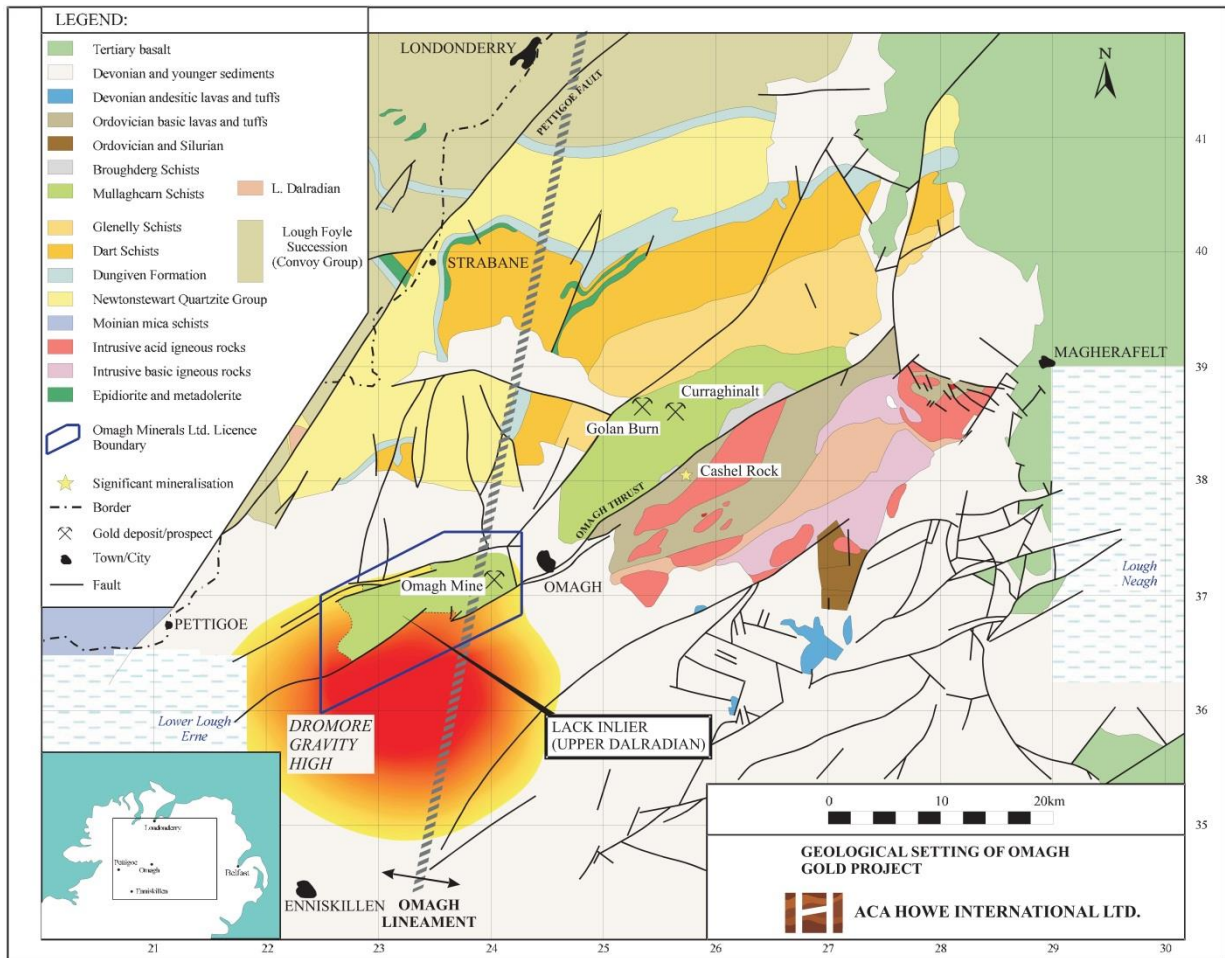 LEGEND:
Tertiary basalt
Devonian and younger sediments
Devonian andesitic lavas and tuffs
Ordovician basic lavas and tuffs
Ordovician and Silurian
Broughderg Schists
Mullaghcarn Schists
L. Dalradian
Glenelly Schists
Dart Schists
Dungiven Formation
Newtonstewart Quartzite Group
Lough Foyle
Succession
(Convoy Group)
Moinian mica schists
Intrusive acid igneous rocks
Intrusive basic igneous rocks
Epidiorite and metadolerite
Omagh Minerals Ltd. Licence
Boundary
Significant mineralisation
Border
Gold deposit/prospect
Town/City
Fault
LONDONDERRY
PETTIGOE FAULT
N
STRABANE
MAGHERAFELT
Curraghinalt
Golan Burn
Cashel Rock
OMAGH THRUST
Omagh Mine
OMAGH
PETTIGOE
Lough
Neagh
Lower Lough
Erne
DROMORE
GRAVITY
HIGH
LACK INLIER
(UPPER DALRADIAN)
ENNISKILLEN
OMAGH
LINEAMENT
41
40
39
38
37
36
35
21
22
23
24
25
26
27
28
29
30
Londonderry
Pettigoe
Omagh
Belfast
Enniskillen
0
10
20km
GEOLOGICAL SETTING OF OMAGH
GOLD PROJECT
ACA HOWE INTERNATIONAL LTD.